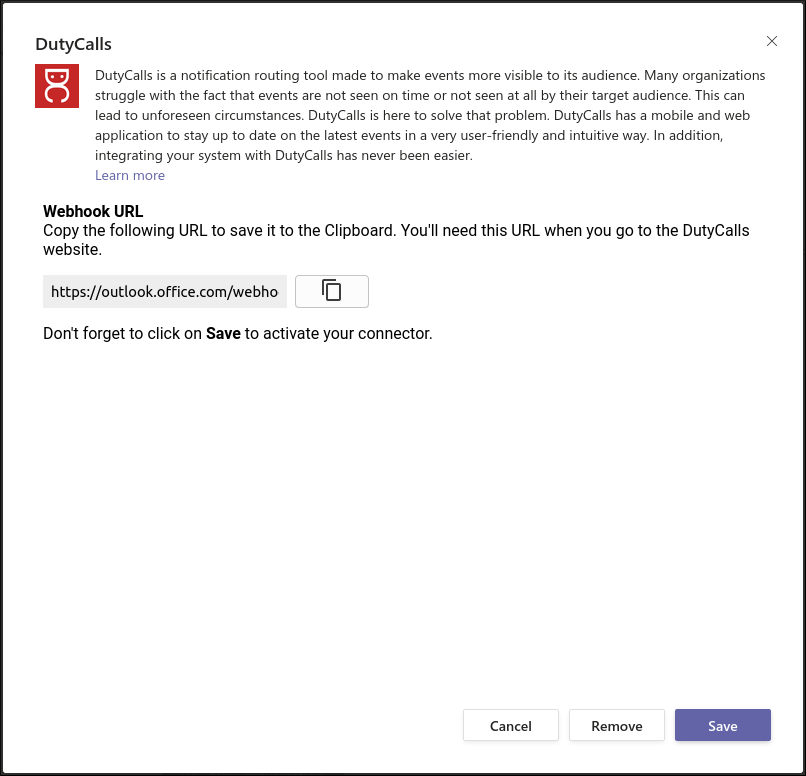 DutyCalls
DutyCalls is a notification routing tool made to make events more visible to its audience. Many organizations
struggle with the fact that events are not seen on time or not seen at all by their target audience. This can
lead to unforeseen circumstances. DutyCalls is here to solve that problem. DutyCalls has a mobile and web
application to stay up to date on the latest events in a very user-friendly and intuitive way. In addition,
integrating your system with DutyCalls has never been easier.
Learn more
Webhook URL
Copy the following URL to save it to the Clipboard. You'll need this URL when you go to the DutyCalls
website.
https://outlook.office.com/webho
Don't forget to click on Save to activate your connector.
Cancel Remove Save